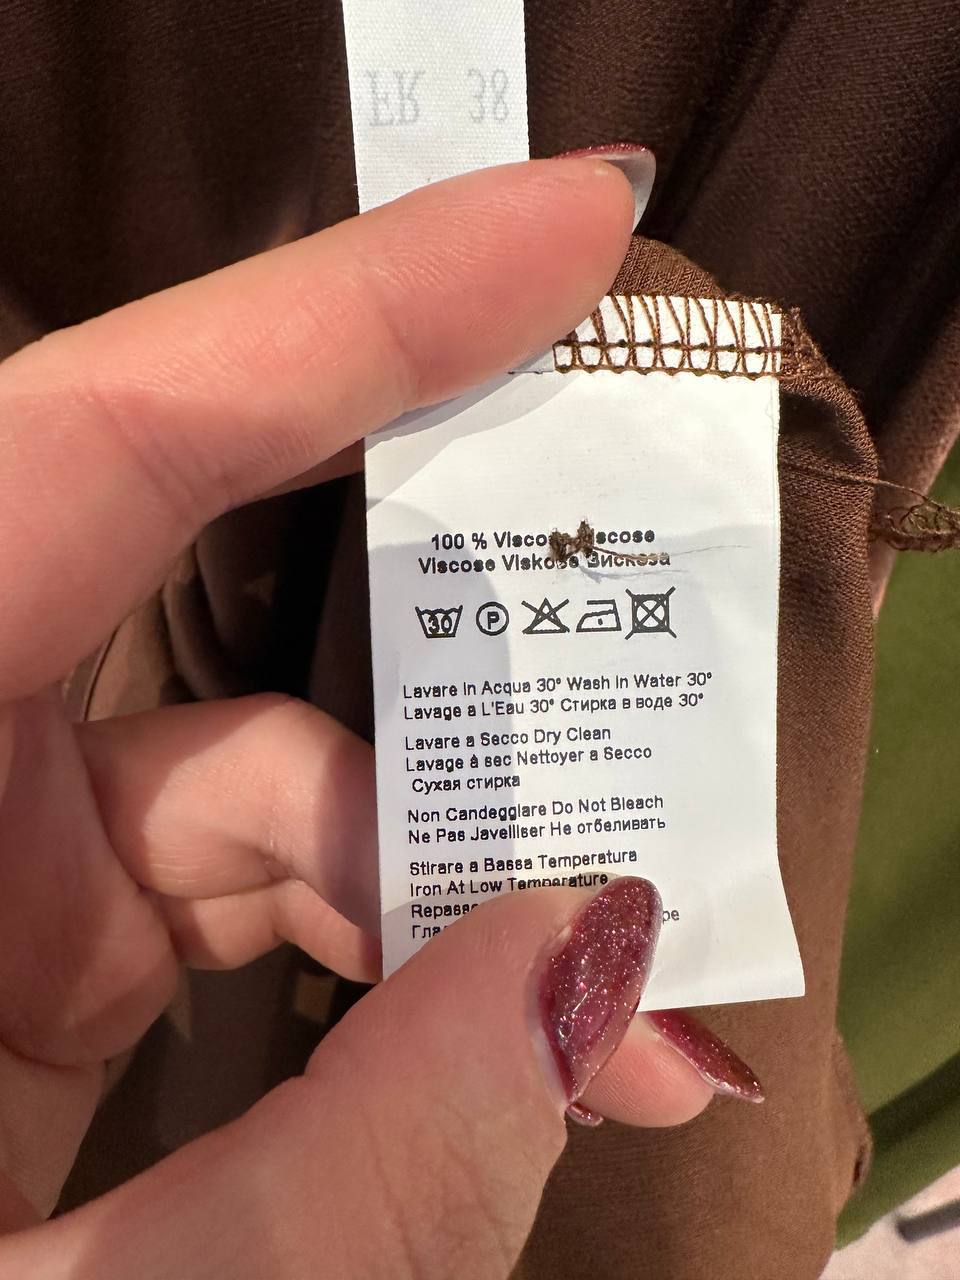 FR 38
100 % Viscosa Viscose
Viscose Viskose Вискоза
30 P
Lavare in Acqua 30° Wash in Water 30°
Lavage a L'Eau 30° Стирка в воде 30°
Lavare a Secco Dry Clean
Lavage à sec Nettoyer a Secco
Сухая стирка
Non Candeggiare Do Not Bleach
Ne Pas Javelliser Не отбеливать
Stirare a Bassa Temperatura
Iron At Low Temperature